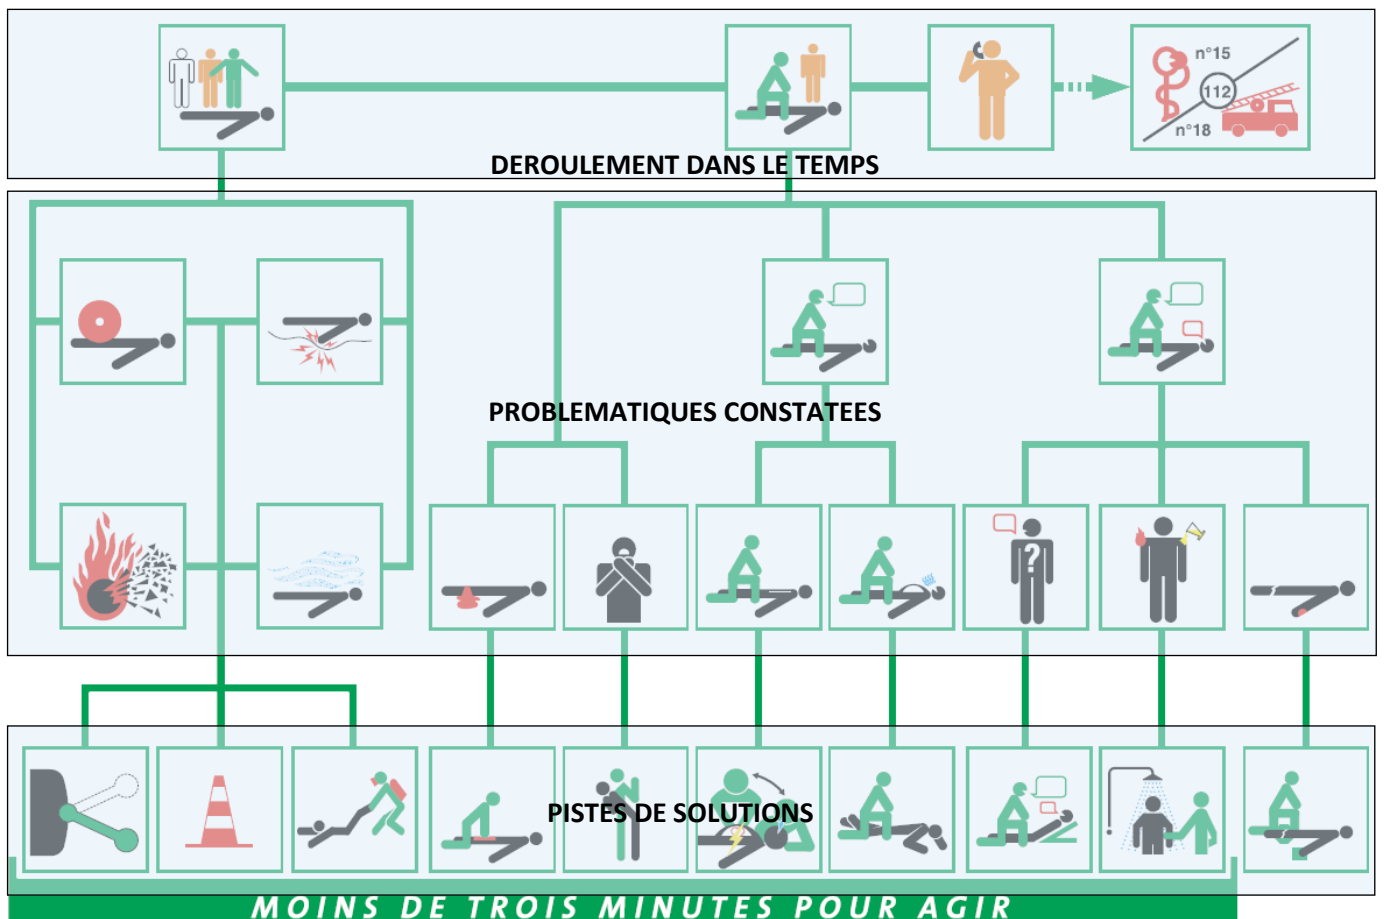 n°15
112
n°18
DEROULEMENT DANS LE TEMPS
PROBLEMATIQUES CONSTATEES
?
PISTES DE SOLUTIONS
MOINS DE TROIS MINUTES POUR AGIR